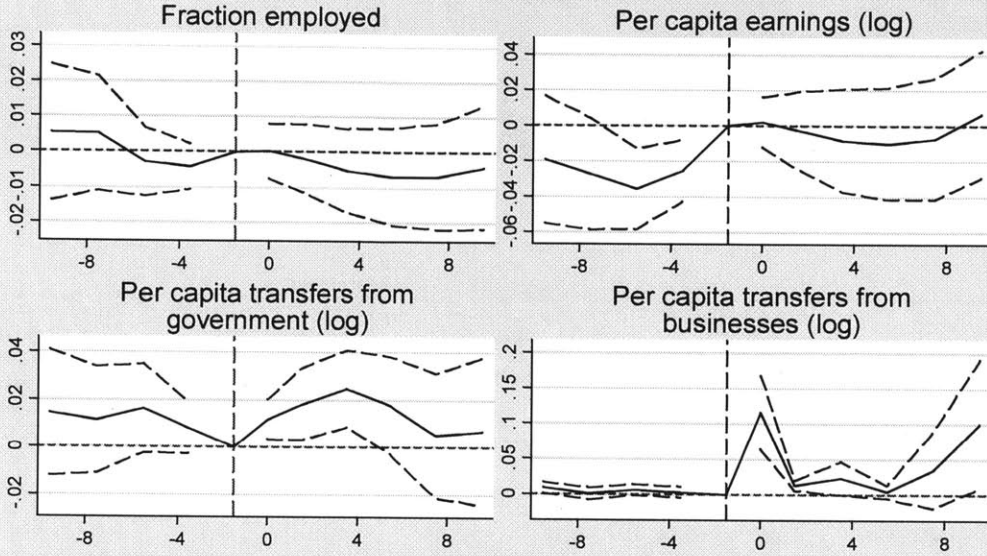 Fraction employed
.03
.02
.01
0
-.01
-.02
-8 -4 0 4 8
Per capita earnings (log)
.04
.02
0
-.02
-.04
-.06
-8 -4 0 4 8
Per capita transfers from
government (log)
.04
.02
0
-.02
-8 -4 0 4 8
Per capita transfers from
businesses (log)
.2
.15
.1
.05
0
-8 -4 0 4 8